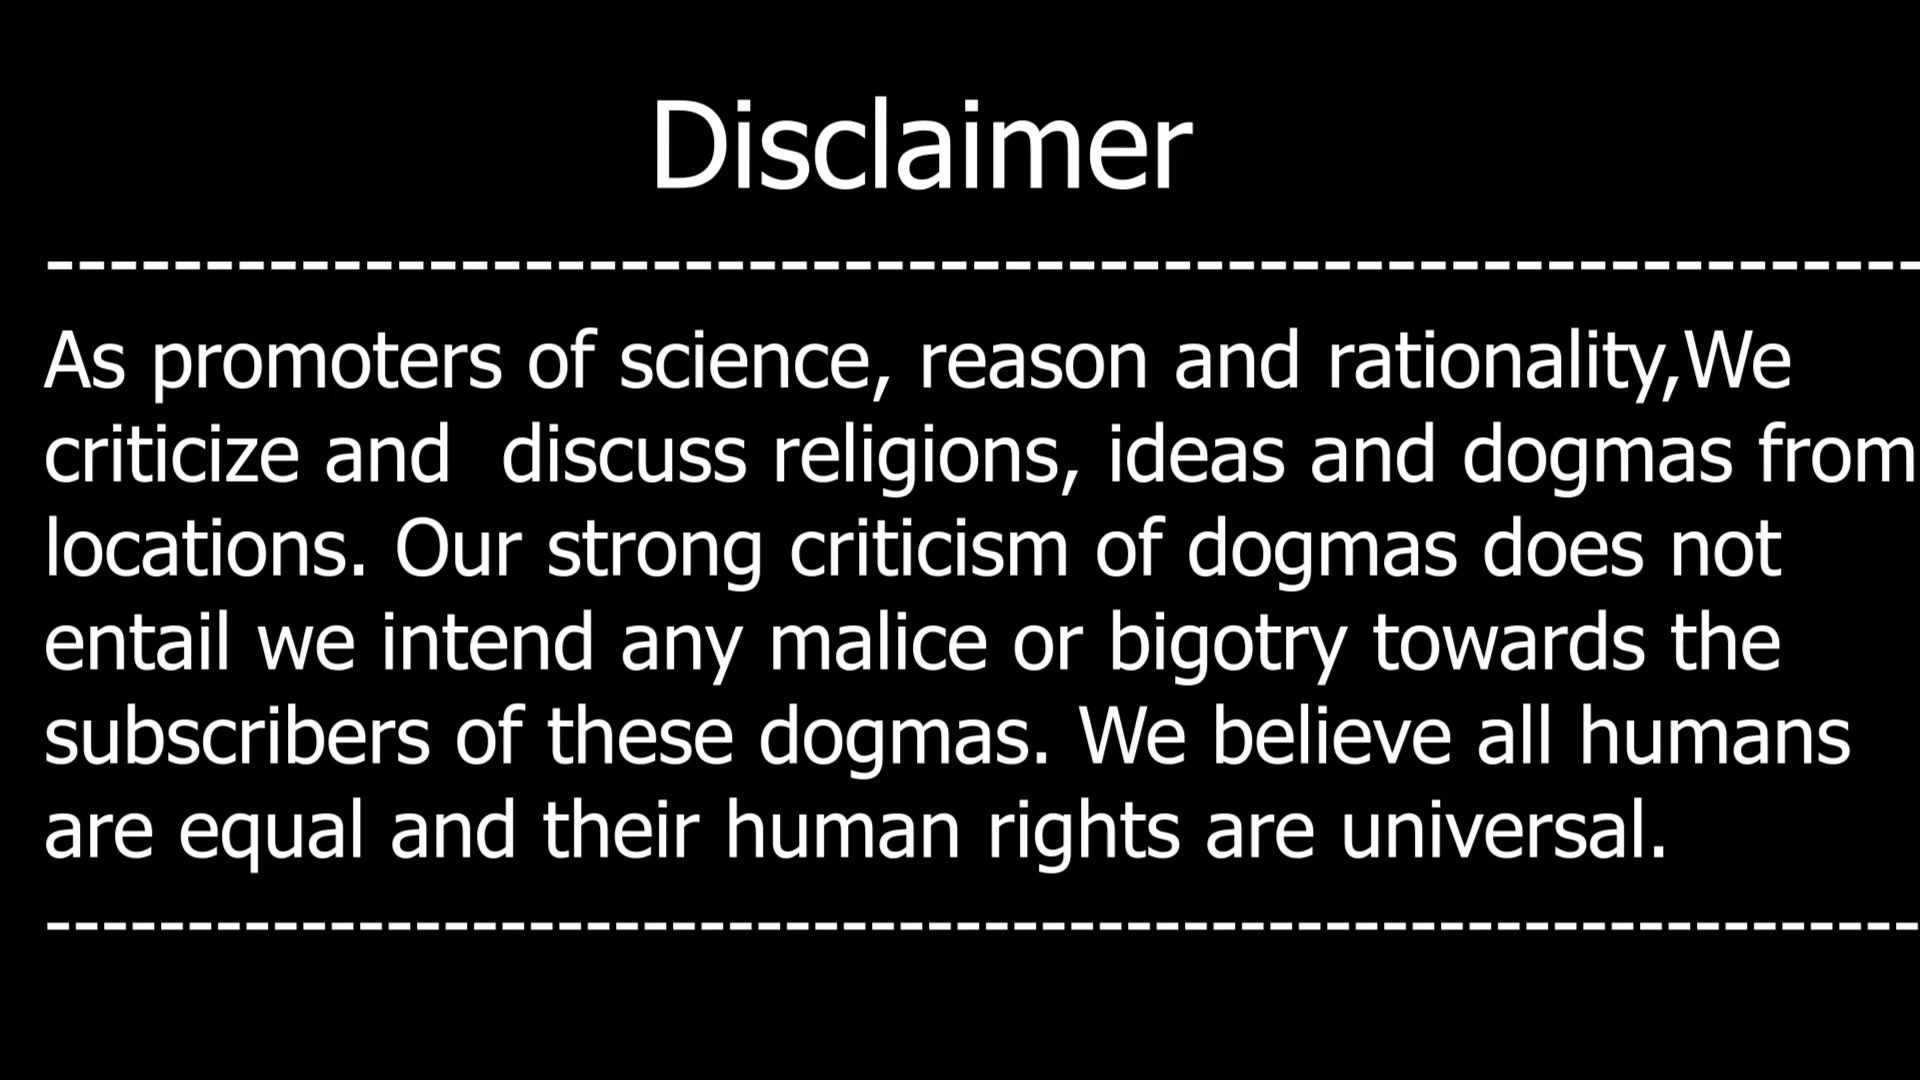 Disclaimer
------------------------------------------------------------
As promoters of science, reason and rationality,We
criticize and  discuss religions, ideas and dogmas from
locations. Our strong criticism of dogmas does not
entail we intend any malice or bigotry towards the
subscribers of these dogmas. We believe all humans
are equal and their human rights are universal.
------------------------------------------------------------------